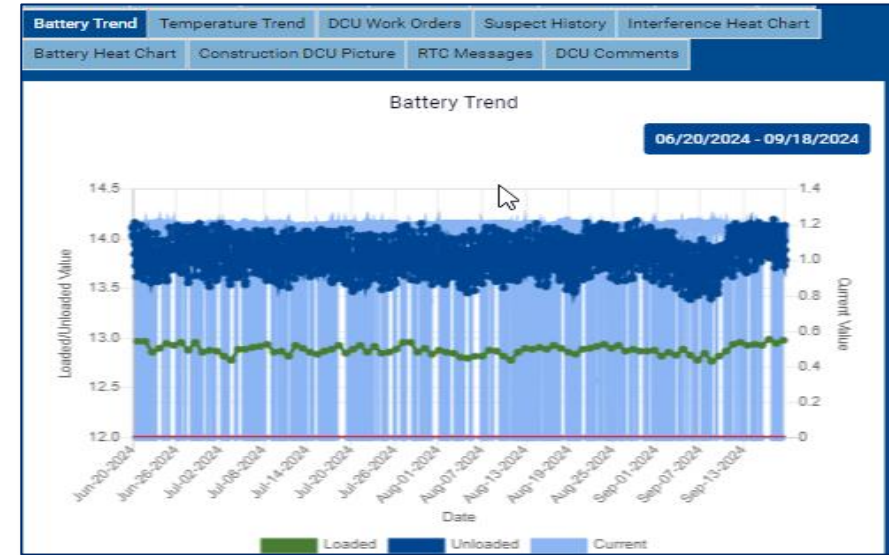 Battery Trend Temperature Trend DCU Work Orders Suspect History Interference Heat Chart
Battery Heat Chart Construction DCU Picture RTC Messages DCU Comments
Battery Trend
06/20/2024 - 09/18/2024
14.5 1.4
1.2
14.0 1.0
13.5 0.8
13.0 0.6
0.4
12.5 0.2
12.0 0
Loaded/Unloaded Value
Current Value
Jun-20-2024 Jun-26-2024 Jul-02-2024 Jul-08-2024 Jul-14-2024 Jul-20-2024 Jul-26-2024 Aug-01-2024 Aug-07-2024 Aug-13-2024 Aug-19-2024 Aug-25-2024 Sep-01-2024 Sep-07-2024 Sep-13-2024
Date
Loaded Unloaded Current